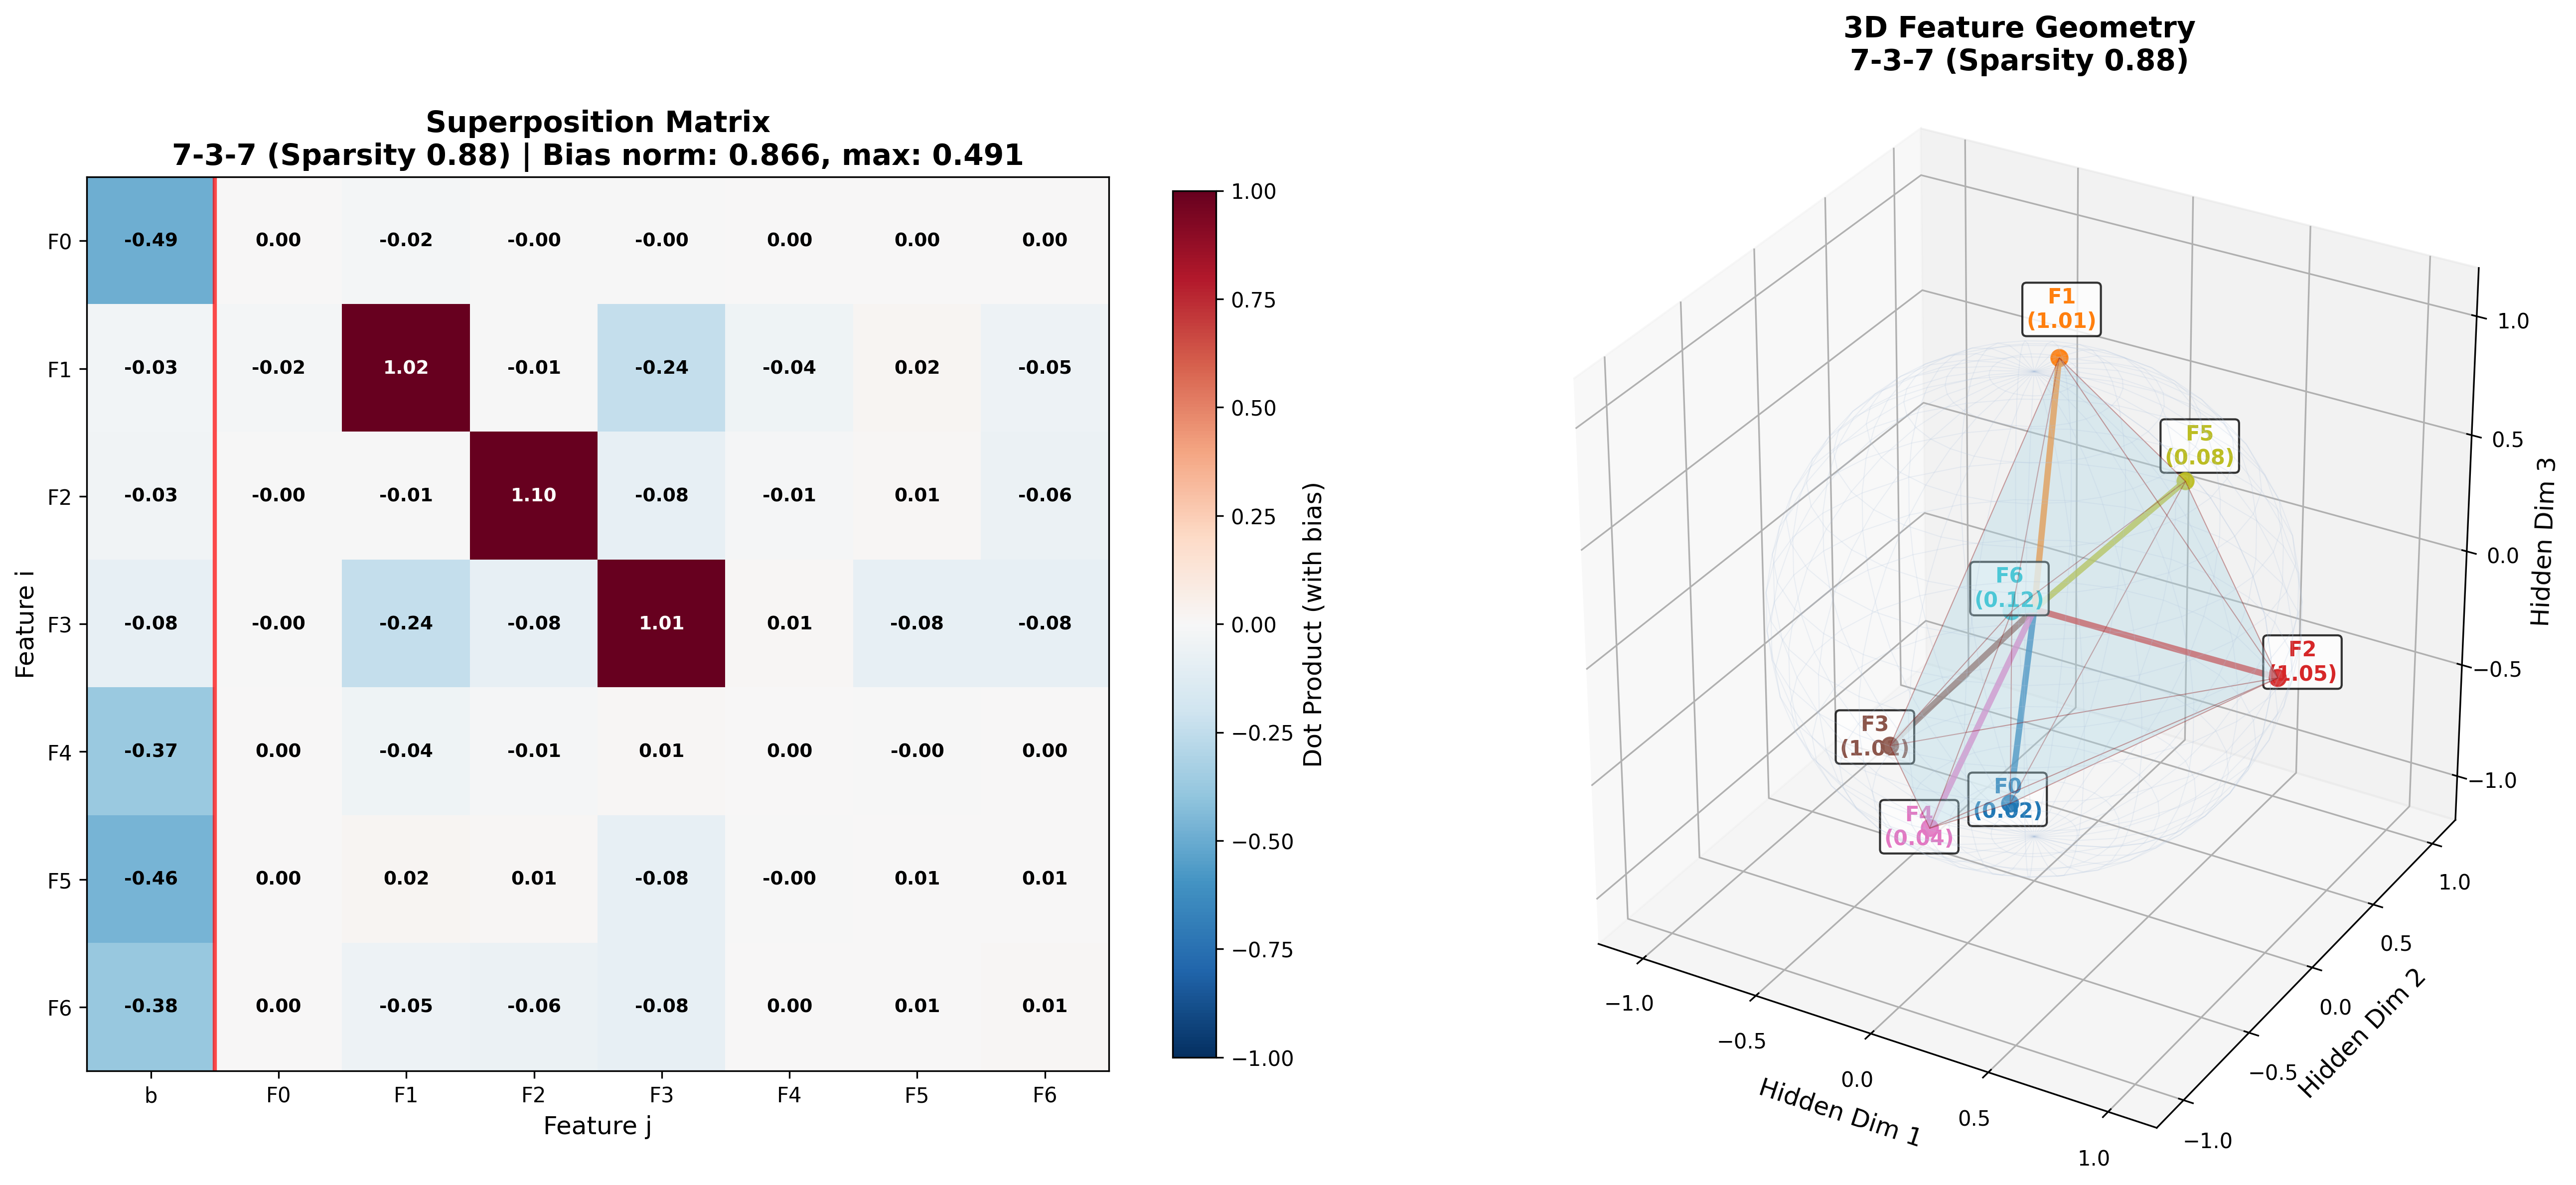 Superposition Matrix
7-3-7 (Sparsity 0.88) | Bias norm: 0.866, max: 0.491
F0 -0.49 0.00 -0.02 -0.00 -0.00 0.00 0.00 0.00
F1 -0.03 -0.02 1.02 -0.01 -0.24 -0.04 0.02 -0.05
F2 -0.03 -0.00 -0.01 1.10 -0.08 -0.01 0.01 -0.06
F3 -0.08 -0.00 -0.24 -0.08 1.01 0.01 -0.08 -0.08
F4 -0.37 0.00 -0.04 -0.01 0.01 0.00 -0.00 0.00
F5 -0.46 0.00 0.02 0.01 -0.08 -0.00 0.01 0.01
F6 -0.38 0.00 -0.05 -0.06 -0.08 0.00 0.01 0.01
b F0 F1 F2 F3 F4 F5 F6
Feature j
Feature i
1.00
0.75
0.50
0.25
0.00
−0.25
−0.50
−0.75
−1.00
Dot Product (with bias)
3D Feature Geometry
7-3-7 (Sparsity 0.88)
F1
(1.01)
F5
(0.08)
F6
(0.12)
F2
(1.05)
F3
F0
(0.02)
F4
(0.04)
1.0
0.5
0.0
−0.5
−1.0
Hidden Dim 3
−1.0
−0.5
0.0
0.5
1.0
Hidden Dim 1
1.0
0.5
0.0
−0.5
−1.0
Hidden Dim 2